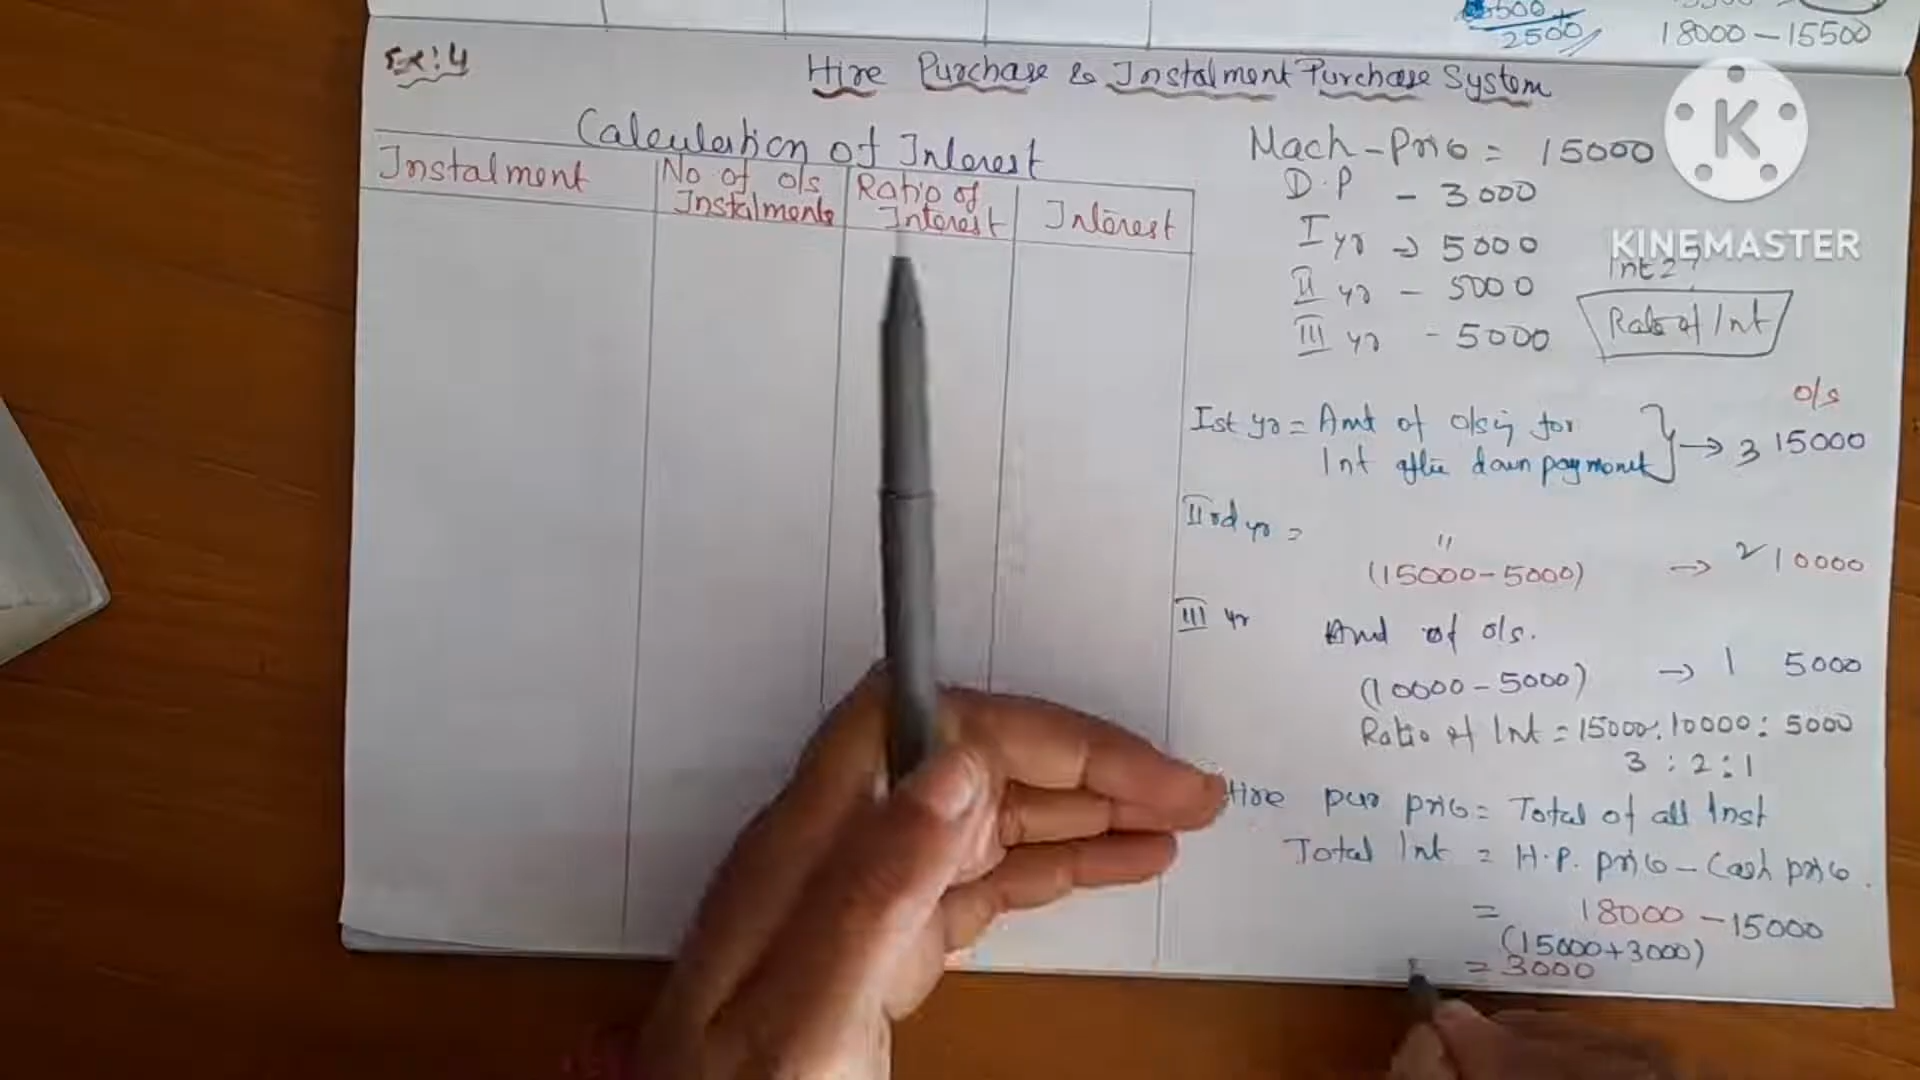 2500
18000 - 15500
Ex: 4
Hire Purchase & Instalment Purchase System
Calculation of Interest
Instalment
No of o/s Instalments
Ratio of Interest
Interest
Mach - Price = 15000
D.P - 3000
I yr → 5000
II yr - 5000
III yr - 5000
KINEMASTER
Int = ?
Rate of Int
o/s
Ist yr = Amt of o/s for
Int after down payment
→ 3 15000
II rd yr =
"
(15000 - 5000) → 2 10000
III yr Amt of o/s.
(10000 - 5000) → 1 5000
Ratio of Int = 15000 : 10000 : 5000
3 : 2 : 1
Hire pur price = Total of all Inst
Total Int = H.P. price - Cash price.
= 18000 - 15000
(15000 + 3000)
= 3000